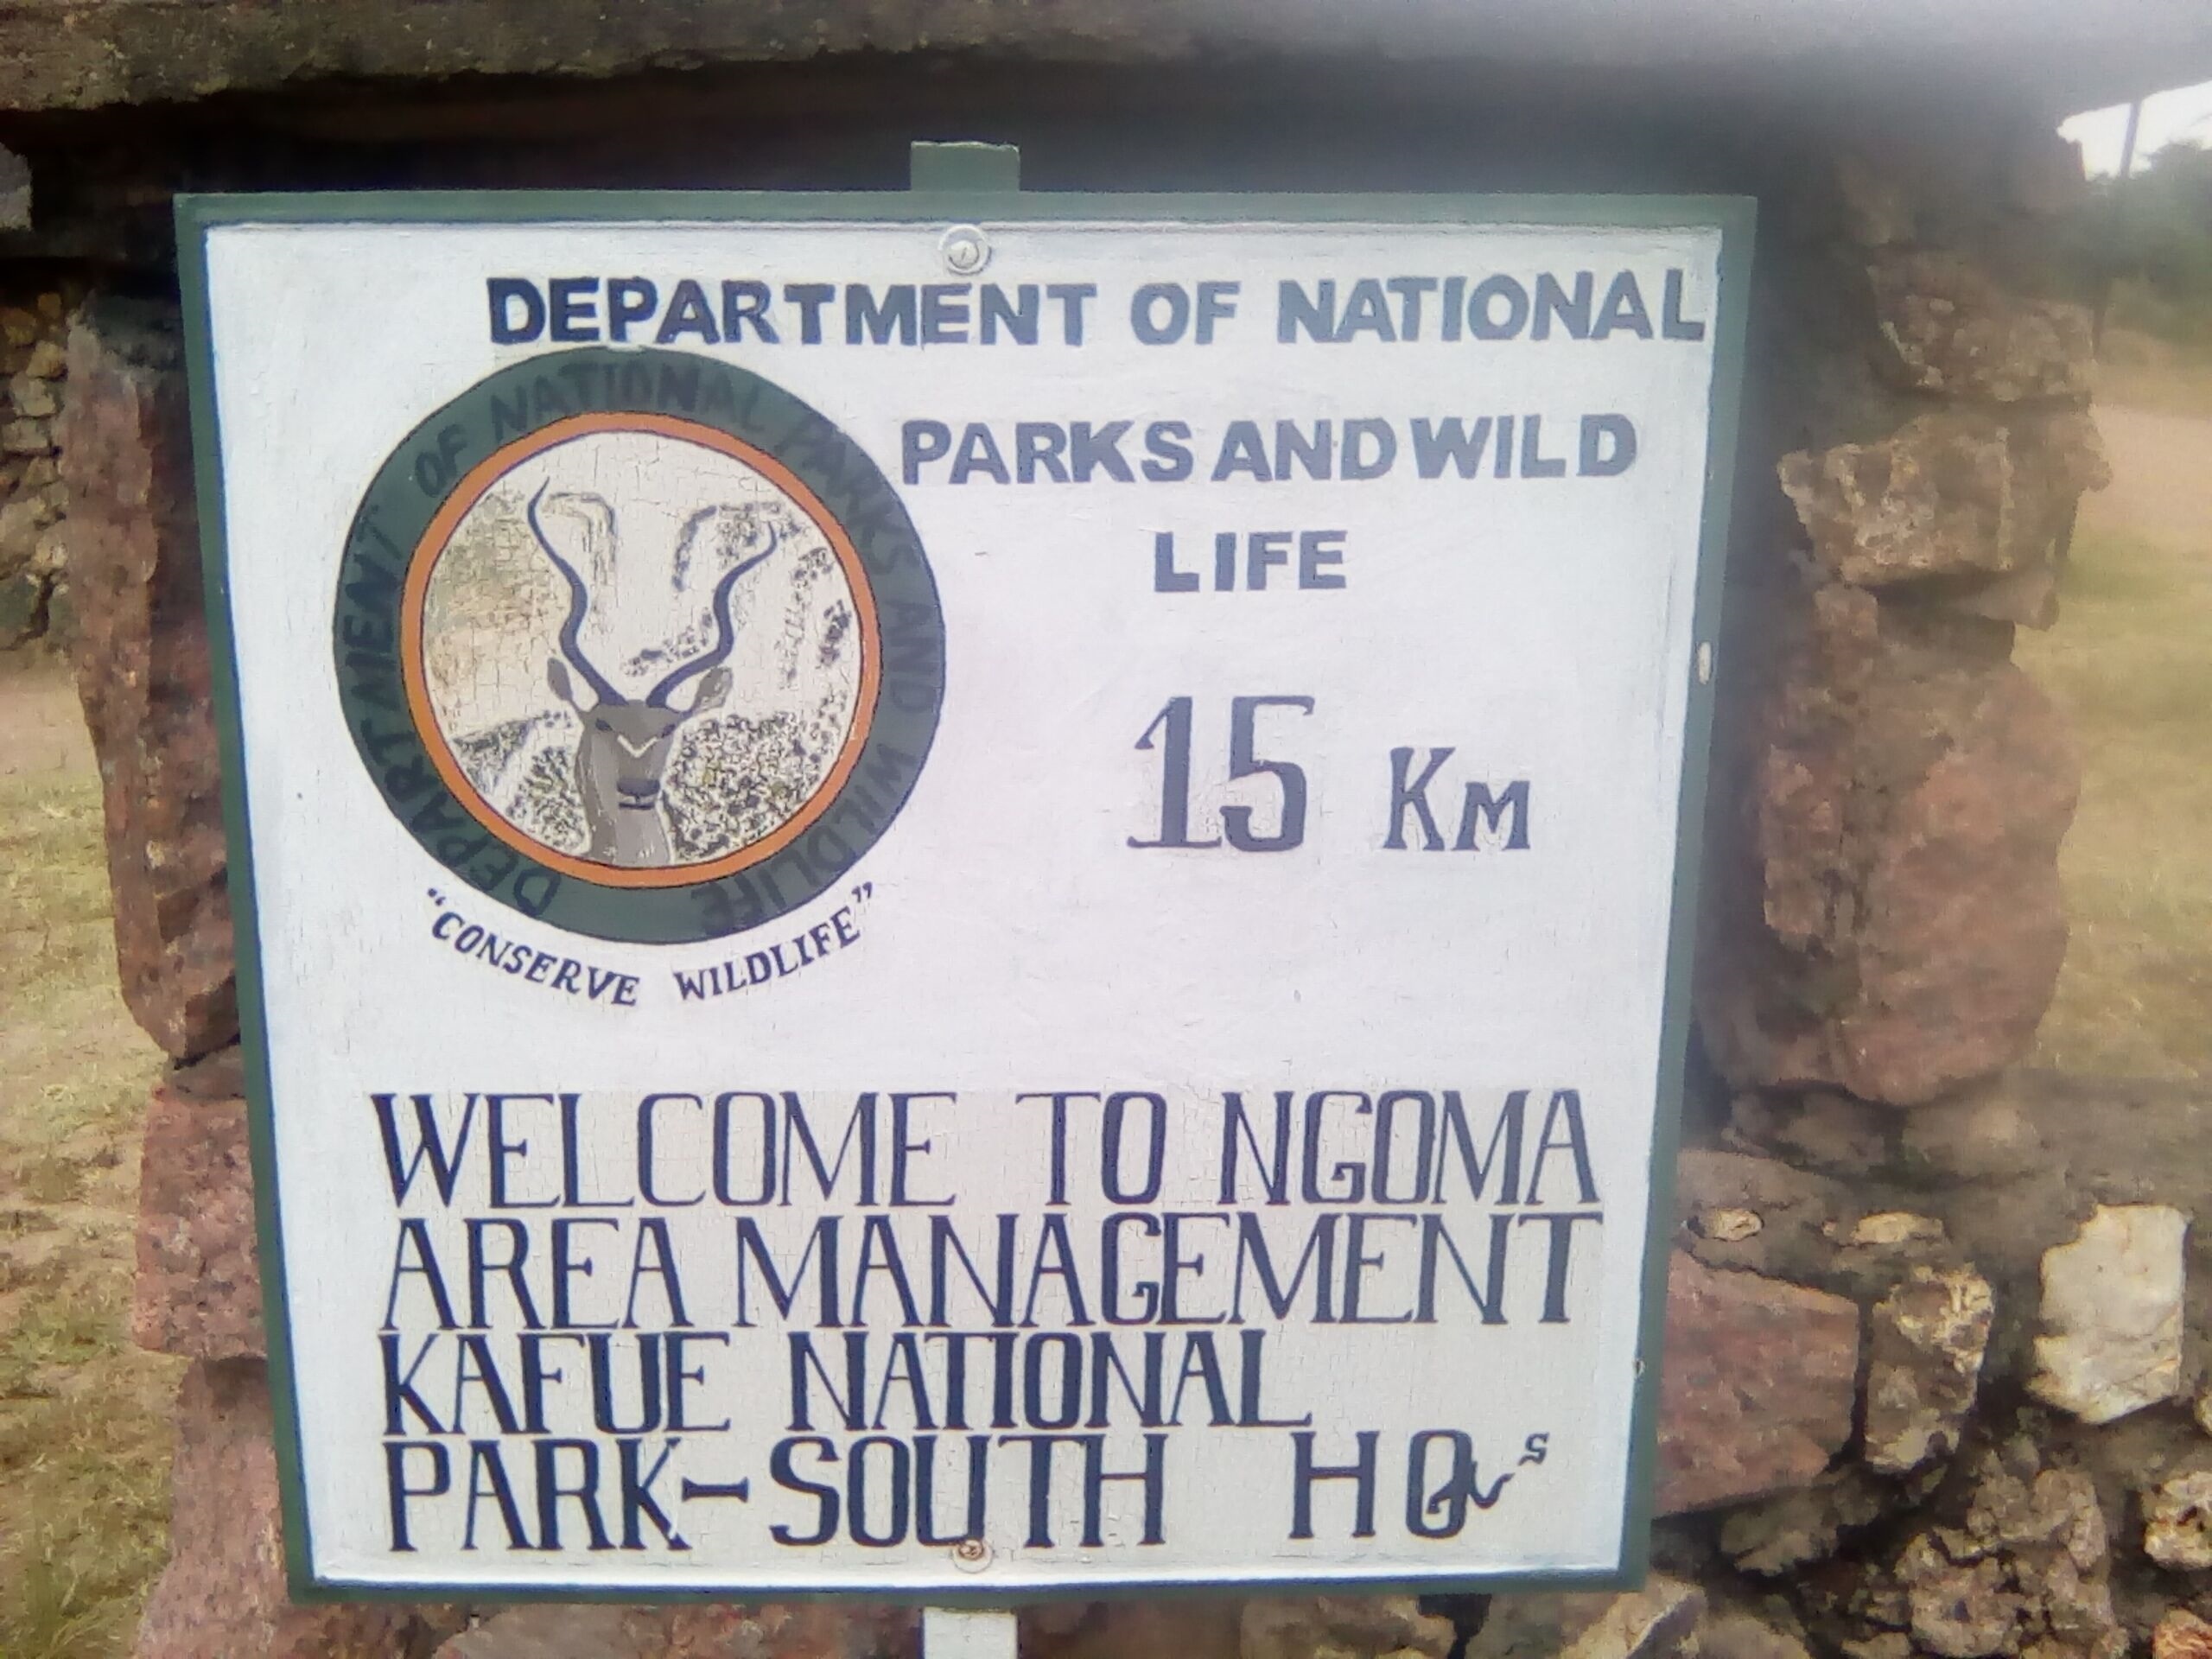 DEPARTMENT OF NATIONAL
PARKS AND WILD
LIFE
DEPARTMENT OF NATIONAL PARKS AND WILDLIFE
"CONSERVE WILDLIFE"
15 KM
WELCOME TO NGOMA
AREA MANAGEMENT
KAFUE NATIONAL
PARK-SOUTH HQs